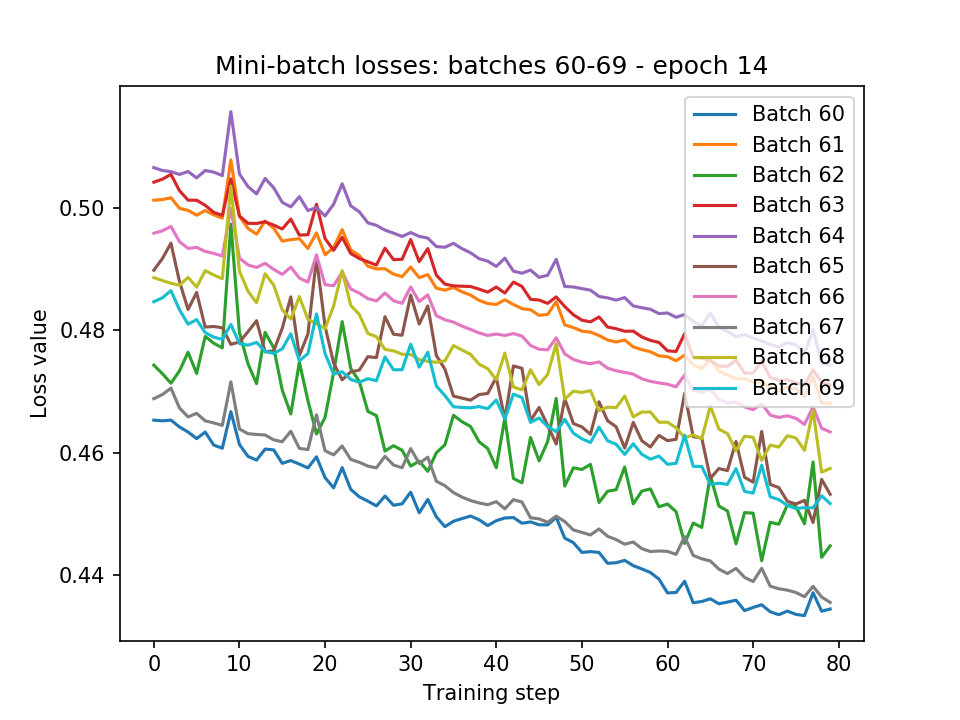 Mini-batch losses: batches 60-69 - epoch 14
Loss value
0.50
0.48
0.46
0.44
Batch 60
Batch 61
Batch 62
Batch 63
Batch 64
Batch 65
Batch 66
Batch 67
Batch 68
Batch 69
0 10 20 30 40 50 60 70 80
Training step